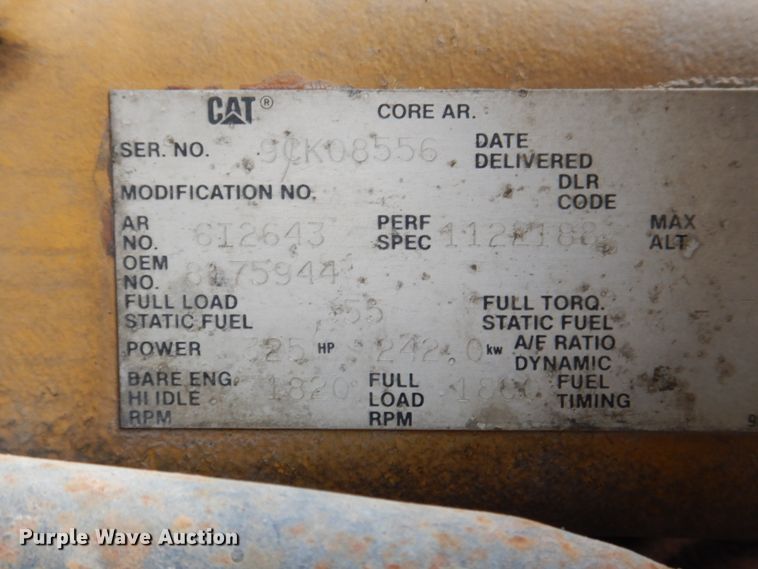 CAT® CORE AR.
SER. NO. 9CK08556 DATE DELIVERED
MODIFICATION NO. DLR CODE
AR NO. 6I2643 PERF SPEC MAX ALT
OEM NO.
FULL LOAD STATIC FUEL FULL TORQ. STATIC FUEL
POWER HP 242.0 kw A/F RATIO DYNAMIC
BARE ENG. HI IDLE RPM 1820 FULL LOAD RPM FUEL TIMING
Purple Wave Auction